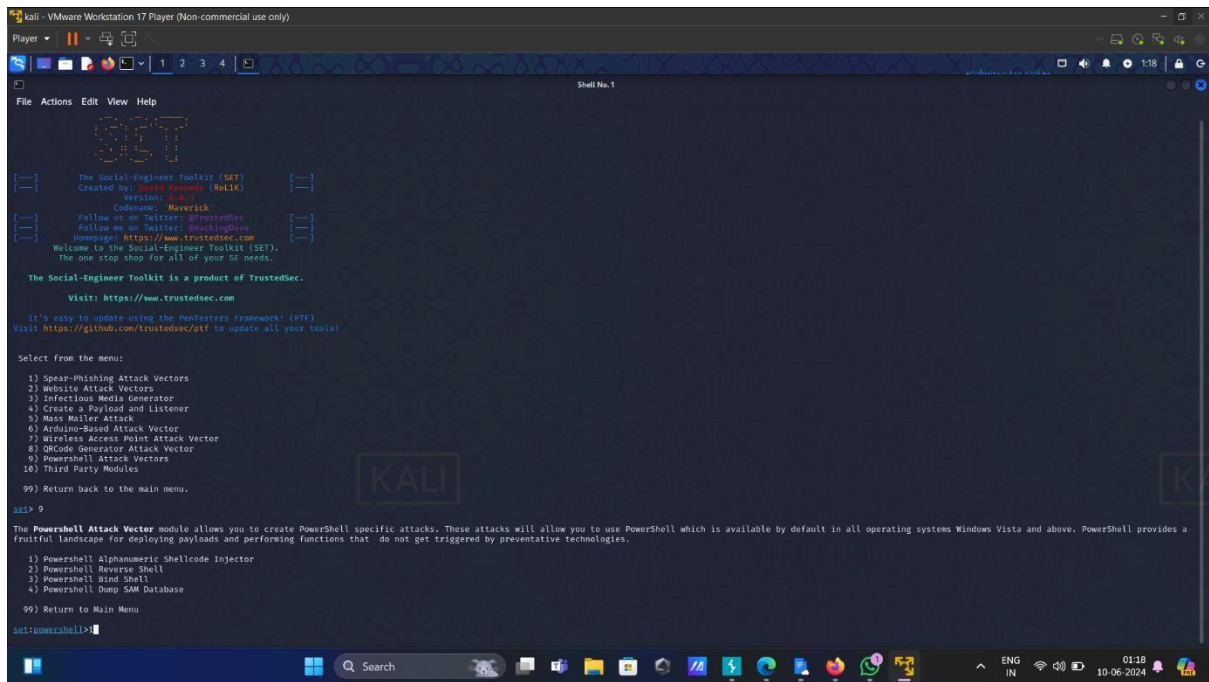 kali - VMware Workstation 17 Player (Non-commercial use only)
Player
1 2 3 4
1:18
Shell No. 1
File Actions Edit View Help
[---] The Social-Engineer Toolkit (SET) [---]
[---] Created by: David Kennedy (ReL1K) [---]
Version: 8.0.3
Codename: 'Maverick'
[---] Follow us on Twitter: @TrustedSec [---]
[---] Follow me on Twitter: @HackingDave [---]
[---] Homepage: https://www.trustedsec.com [---]
Welcome to the Social-Engineer Toolkit (SET).
The one stop shop for all of your SE needs.
The Social-Engineer Toolkit is a product of TrustedSec.
Visit: https://www.trustedsec.com
It's easy to update using the PenTesters Framework! (PTF)
Visit https://github.com/trustedsec/ptf to update all your tools!
Select from the menu:
1) Spear-Phishing Attack Vectors
2) Website Attack Vectors
3) Infectious Media Generator
4) Create a Payload and Listener
5) Mass Mailer Attack
6) Arduino-Based Attack Vector
7) Wireless Access Point Attack Vector
8) QRCode Generator Attack Vector
9) Powershell Attack Vectors
10) Third Party Modules
99) Return back to the main menu.
set> 9
The Powershell Attack Vector module allows you to create PowerShell specific attacks. These attacks will allow you to use PowerShell which is available by default in all operating systems Windows Vista and above. PowerShell provides a
fruitful landscape for deploying payloads and performing functions that do not get triggered by preventative technologies.
1) Powershell Alphanumeric Shellcode Injector
2) Powershell Reverse Shell
3) Powershell Bind Shell
4) Powershell Dump SAM Database
99) Return to Main Menu
set:powershell>1
KALI
Search
ENG
IN
01:18
10-06-2024